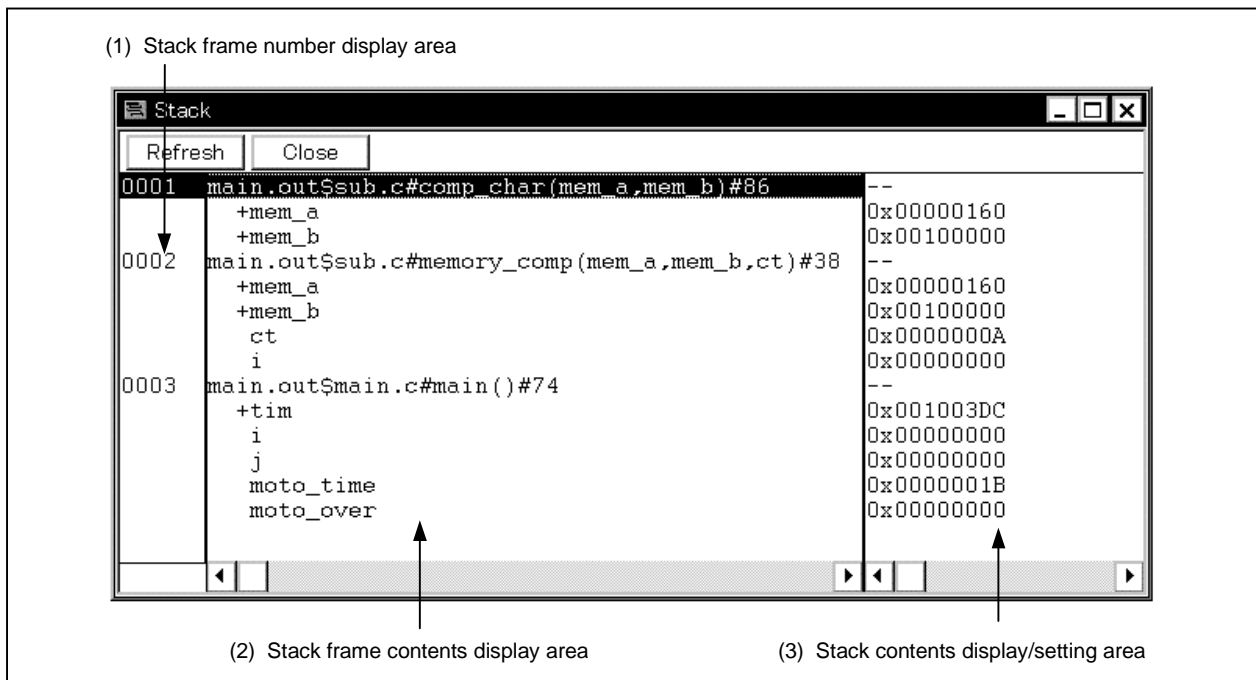 (1) Stack frame number display area
Stack
Refresh Close
0001 main.out$sub.c#comp_char(mem_a,mem_b)#86 --
+mem_a 0x00000160
+mem_b 0x00100000
0002 main.out$sub.c#memory_comp(mem_a,mem_b,ct)#38 --
+mem_a 0x00000160
+mem_b 0x00100000
ct 0x0000000A
i 0x00000000
0003 main.out$main.c#main()#74 --
+tim 0x001003DC
i 0x00000000
j 0x00000000
moto_time 0x0000001B
moto_over 0x00000000
(2) Stack frame contents display area (3) Stack contents display/setting area